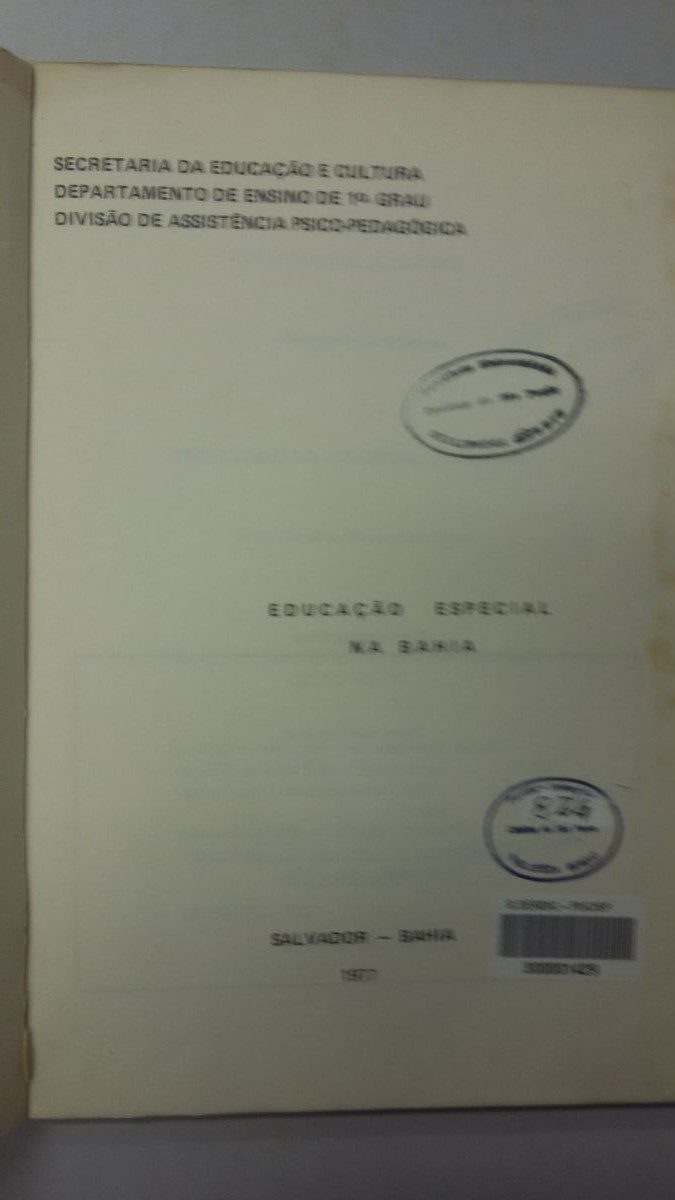 SECRETARIA DA EDUCAÇÃO E CULTURA
DEPARTAMENTO DE ENSINO DE 1º GRAU
DIVISÃO DE ASSISTÊNCIA PSICO-PEDAGÓGICA
EDUCAÇÃO ESPECIAL
NA BAHIA
SALVADOR — BAHIA
1977